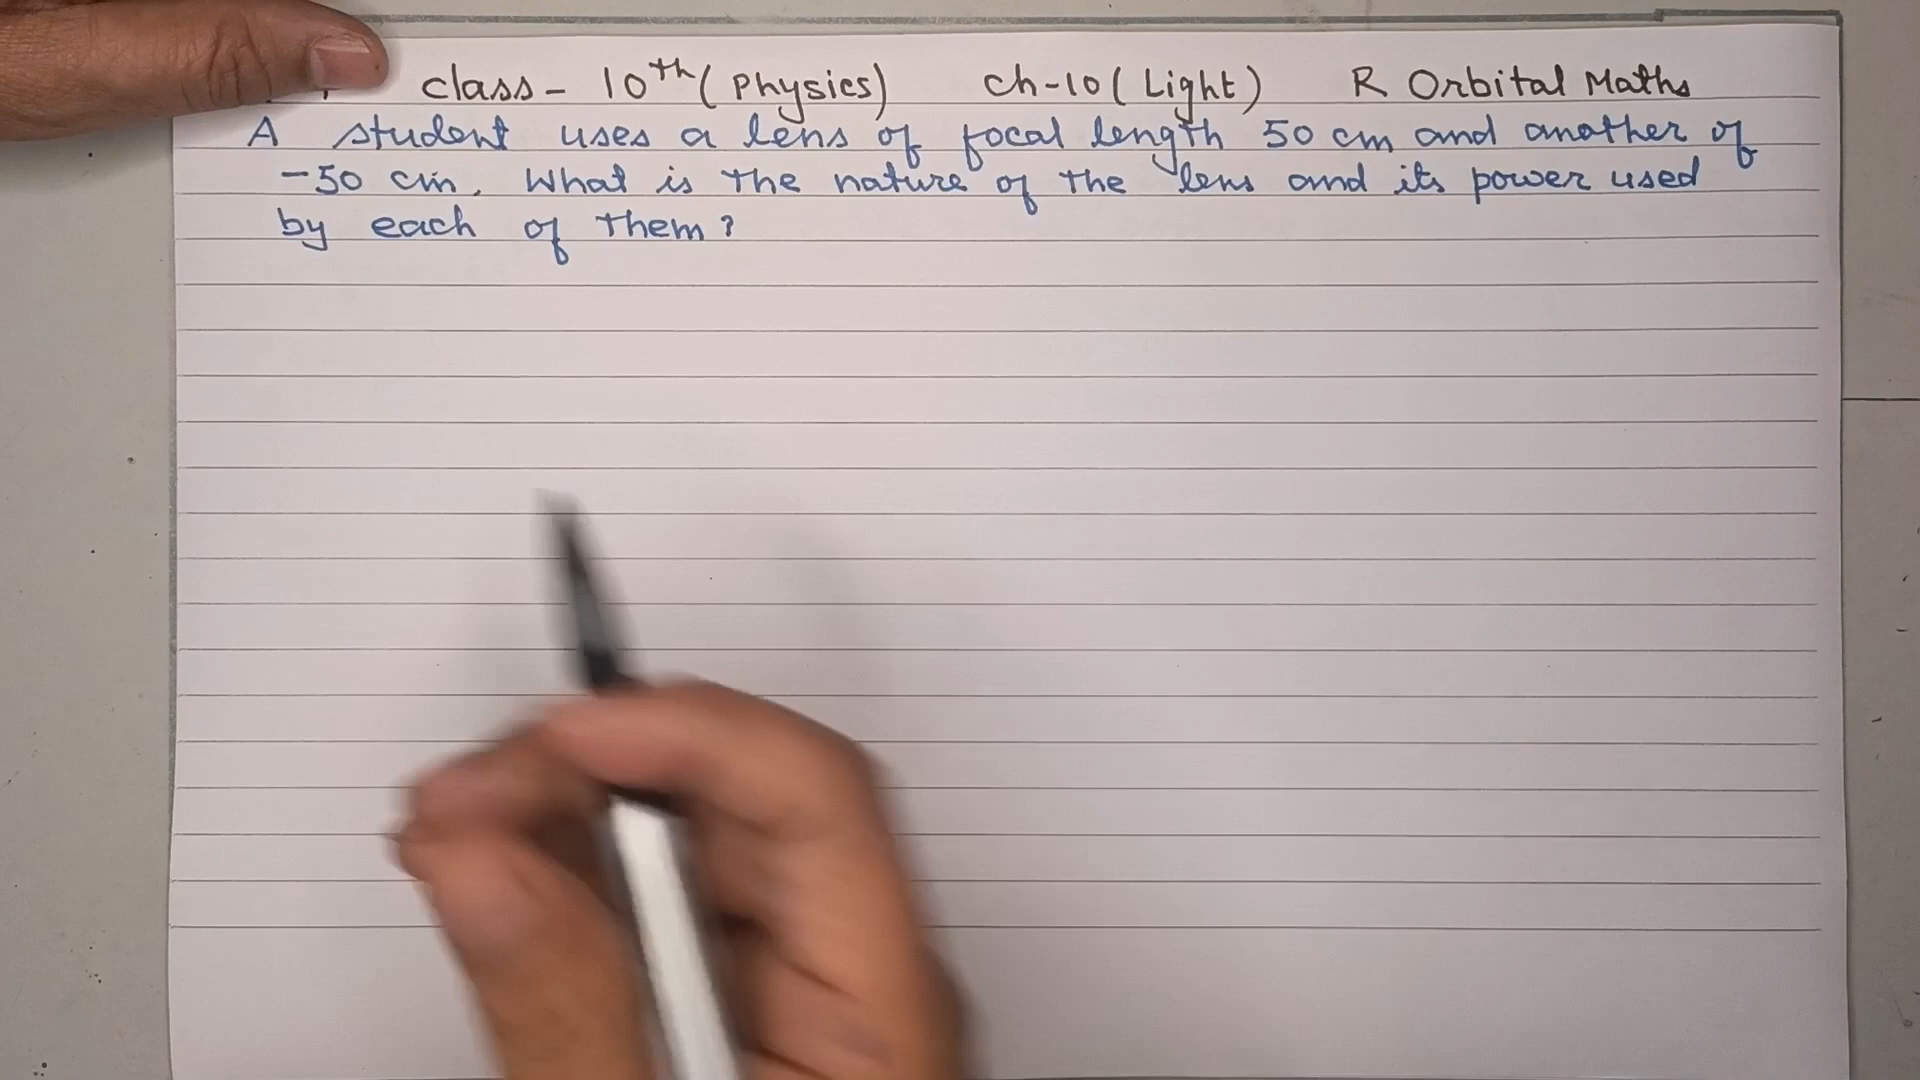 class - 10th (Physics) Ch-10 (Light) R Orbital Maths
A student uses a lens of focal length 50 cm and another of
-50 cm. What is the nature of the lens and its power used
by each of them?